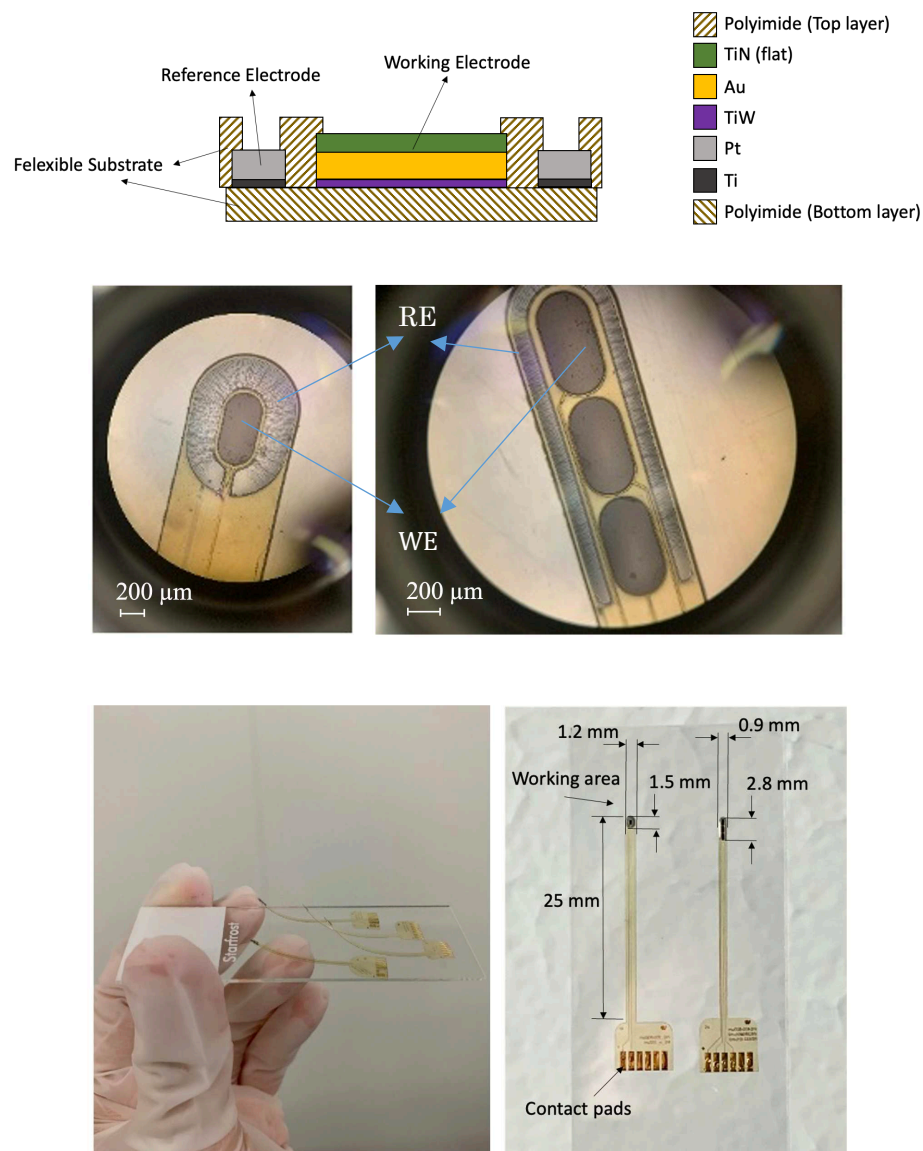 Polyimide (Top layer)
TiN (flat)
Au
TiW
Pt
Ti
Polyimide (Bottom layer)
Reference Electrode
Working Electrode
Felexible Substrate
RE
WE
200 µm
200 µm
Starfrost
1.2 mm
0.9 mm
Working area
1.5 mm
2.8 mm
25 mm
Contact pads